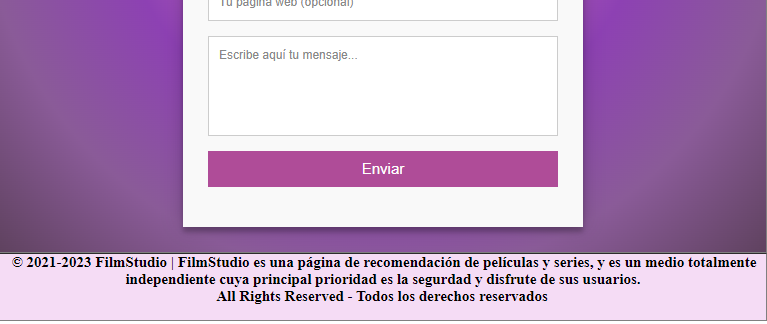 Tu página web (opcional)
Escribe aquí tu mensaje...
Enviar
© 2021-2023 FilmStudio | FilmStudio es una página de recomendación de películas y series, y es un medio totalmente
independiente cuya principal prioridad es la segurdad y disfrute de sus usuarios.
All Rights Reserved - Todos los derechos reservados